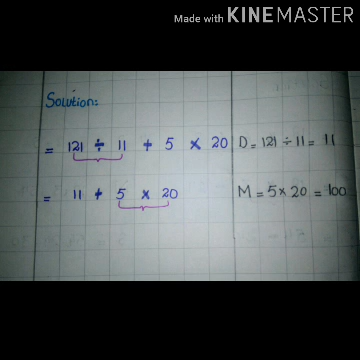 Made with KINEMASTER
Solution:
= 121 ÷ 11 + 5 × 20 D = 121 ÷ 11 = 11
= 11 + 5 × 20 M = 5 × 20 = 100